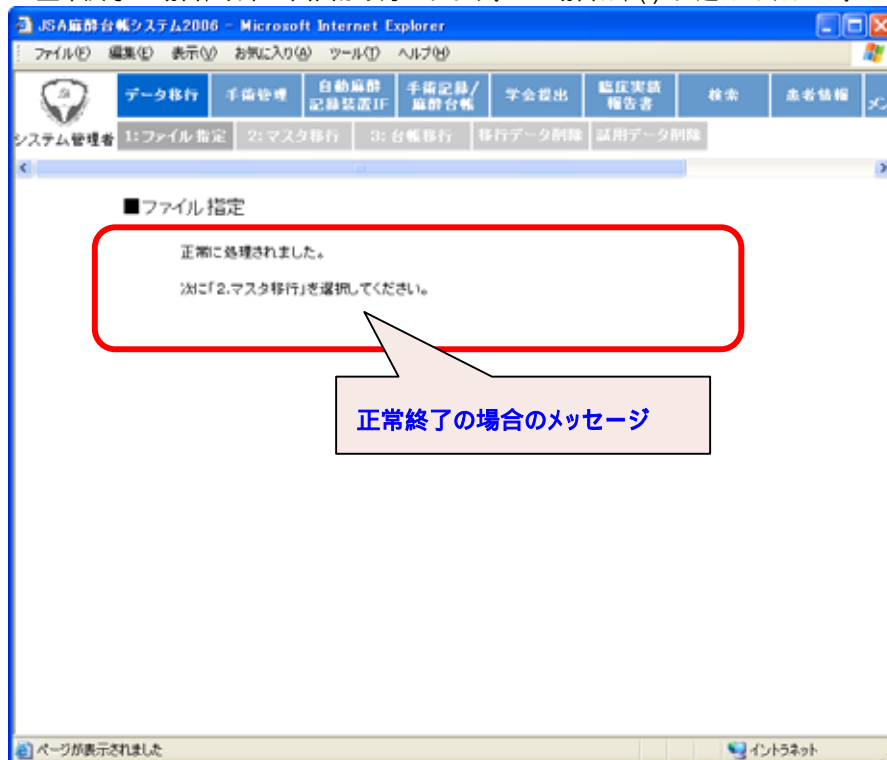 JSA麻酔台帳システム2006 - Microsoft Internet Explorer
ファイル(F) 編集(E) 表示(V) お気に入り(A) ツール(T) ヘルプ(H)
データ移行 手術管理 自動麻酔記録装置IF 手術記録/麻酔台帳 学会提出 臨床実績報告書 検索 患者情報
システム管理者 1:ファイル指定 2:マスタ移行 3:台帳移行 移行データ削除 試用データ削除
■ファイル指定
正常に処理されました。
次に「2.マスタ移行」を選択してください。
正常終了の場合のメッセージ
ページが表示されました イントラネット